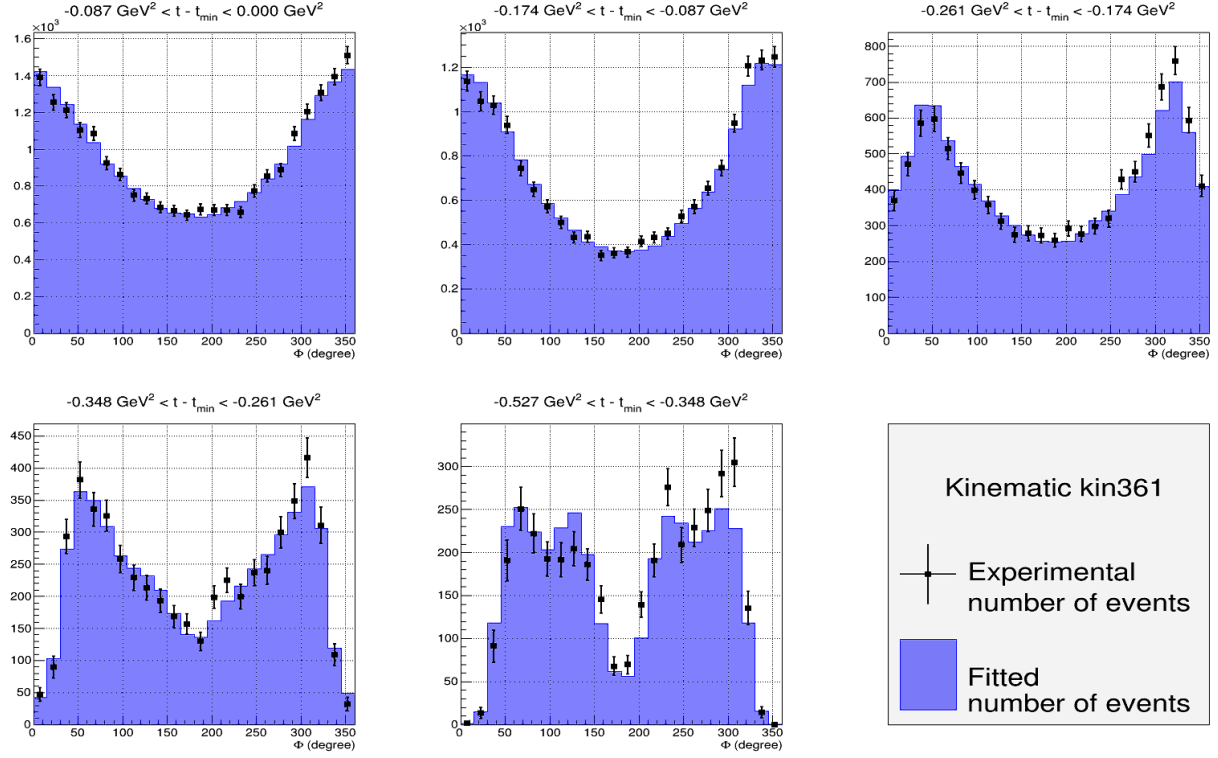 -0.087 GeV² < t - tmin < 0.000 GeV²
×10³
1.6
1.4
1.2
1
0.8
0.6
0.4
0.2
0
0 50 100 150 200 250 300 350
Φ (degree)
-0.174 GeV² < t - tmin < -0.087 GeV²
×10³
1.2
1
0.8
0.6
0.4
0.2
0
0 50 100 150 200 250 300 350
Φ (degree)
-0.261 GeV² < t - tmin < -0.174 GeV²
800
700
600
500
400
300
200
100
0
0 50 100 150 200 250 300 350
Φ (degree)
-0.348 GeV² < t - tmin < -0.261 GeV²
450
400
350
300
250
200
150
100
50
0
0 50 100 150 200 250 300 350
Φ (degree)
-0.527 GeV² < t - tmin < -0.348 GeV²
300
250
200
150
100
50
0
0 50 100 150 200 250 300 350
Φ (degree)
Kinematic kin361
Experimental
number of events
Fitted
number of events